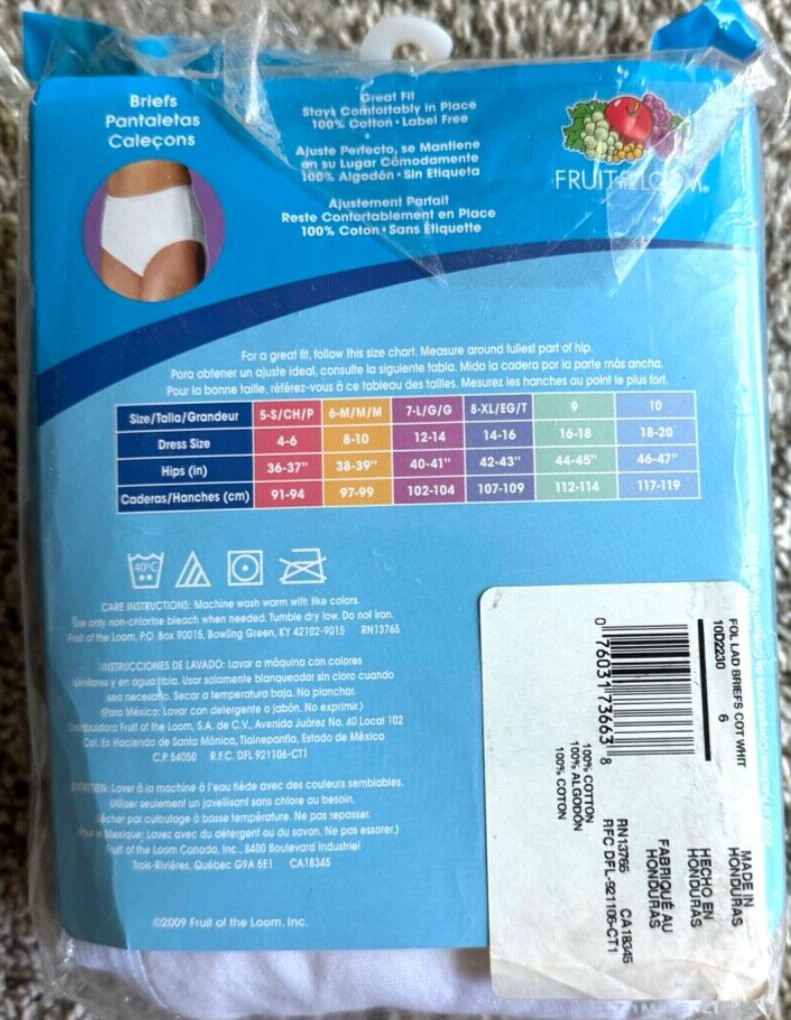 Briefs
Pantaletas
Caleçons
Great Fit
Stays Comfortably in Place
100% Cotton • Label Free
Ajuste Perfecto, se Mantiene
en su Lugar Cómodamente
100% Algodón • Sin Etiqueta
Ajustement Parfait
Reste Confortablement en Place
100% Coton • Sans Étiquette
FRUIT OF THE LOOM®
For a great fit, follow this size chart. Measure around fullest part of hip.
Para obtener un ajuste ideal, consulte la siguiente tabla. Mida la cadera por la parte más ancha.
Pour la bonne taille, référez-vous à ce tableau des tailles. Mesurez les hanches au point le plus fort.
Size/Talla/Grandeur 5-S/CH/P 6-M/M/M 7-L/G/G 8-XL/EG/T 9 10
Dress Size 4-6 8-10 12-14 14-16 16-18 18-20
Hips (in) 36-37" 38-39" 40-41" 42-43" 44-45" 46-47"
Caderas/Hanches (cm) 91-94 97-99 102-104 107-109 112-114 117-119
40°C
CARE INSTRUCTIONS: Machine wash warm with like colors.
Use only non-chlorine bleach when needed. Tumble dry low. Do not iron.
Fruit of the Loom, P.O. Box 90015, Bowling Green, KY 42102-9015 RN13765
INSTRUCCIONES DE LAVADO: Lavar a máquina con colores
similares y en agua tibia. Usar solamente blanqueador sin cloro cuando
sea necesario. Secar a temperatura baja. No planchar.
(Para México: Lavar con detergente o jabón. No exprimir.)
Distribuidora Fruit of the Loom, S.A. de C.V., Avenida Juárez No. 40 Local 102
Col. Ex Hacienda de Santa Mónica, Tlalnepantla, Estado de México
C.P. 54050 R.F.C. DFL 921106-CT1
ENTRETIEN: Laver à la machine à l'eau tiède avec des couleurs semblables.
Utiliser seulement un javellisant sans chlore au besoin.
Sécher par culbutage à basse température. Ne pas repasser.
(Pour le Mexique: Lavez avec du détergent ou du savon. Ne pas essorer.)
Fruit of the Loom Canada, Inc., 8400 Boulevard Industriel
Trois-Rivières, Québec G9A 5E1 CA18345
©2009 Fruit of the Loom, Inc.
FOL LAD BRIEFS COT WHIT
10D2230 6
0 76031 73663 8
100% COTTON
100% ALGODÓN
100% COTON
MADE IN
HONDURAS
HECHO EN
HONDURAS
FABRIQUÉ AU
HONDURAS
RN13765 CA18345
RFC DFL-921106-CT1